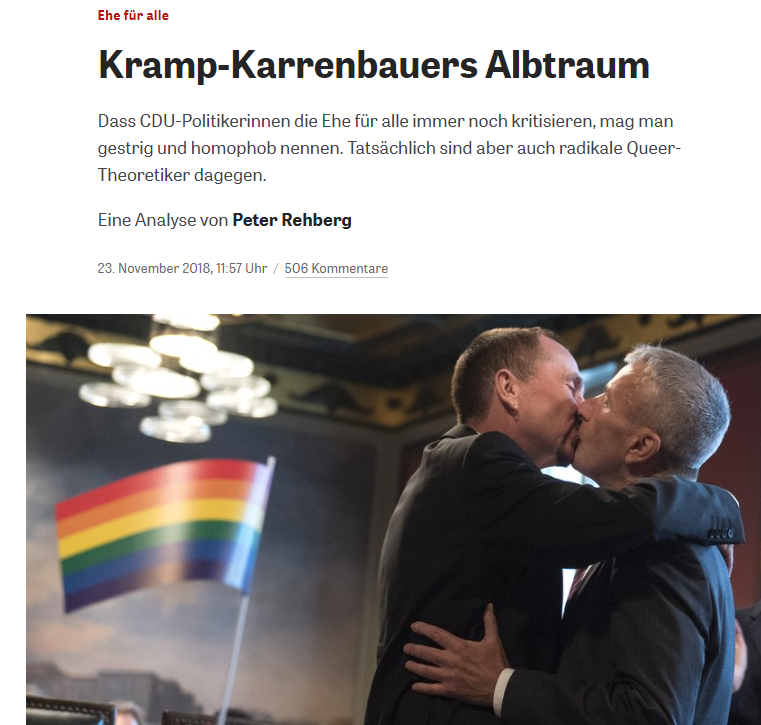 Ehe für alle
Kramp-Karrenbauers Albtraum
Dass CDU-Politikerinnen die Ehe für alle immer noch kritisieren, mag man
gestrig und homophob nennen. Tatsächlich sind aber auch radikale Queer-
Theoretiker dagegen.
Eine Analyse von Peter Rehberg
23. November 2018, 11:57 Uhr / 506 Kommentare